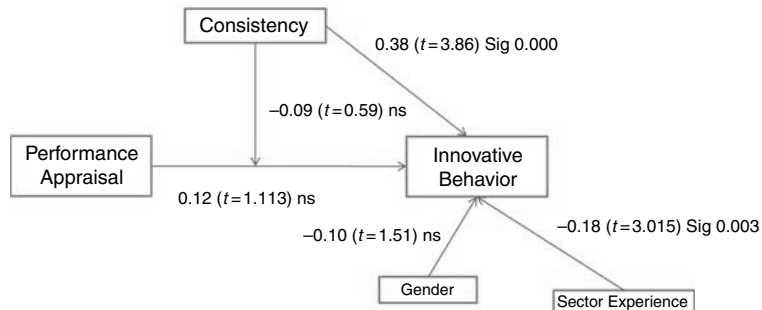 Consistency
0.38 (t=3.86) Sig 0.000
–0.09 (t=0.59) ns
Performance
Appraisal
Innovative
Behavior
0.12 (t=1.113) ns
–0.10 (t=1.51) ns
–0.18 (t=3.015) Sig 0.003
Gender
Sector Experience